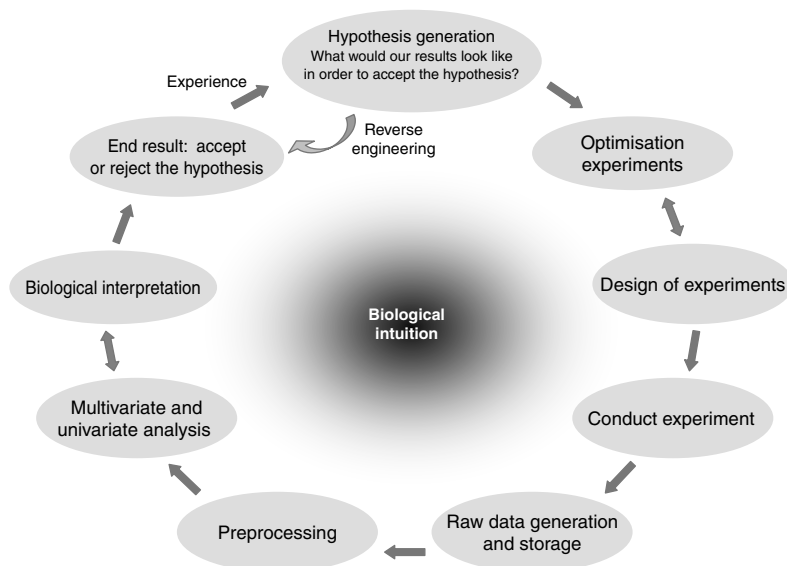 Hypothesis generation
What would our results look like
in order to accept the hypothesis?
Experience
Reverse
engineering
End result: accept
or reject the hypothesis
Optimisation
experiments
Biological interpretation
Design of experiments
Biological
intuition
Multivariate and
univariate analysis
Conduct experiment
Preprocessing
Raw data generation
and storage